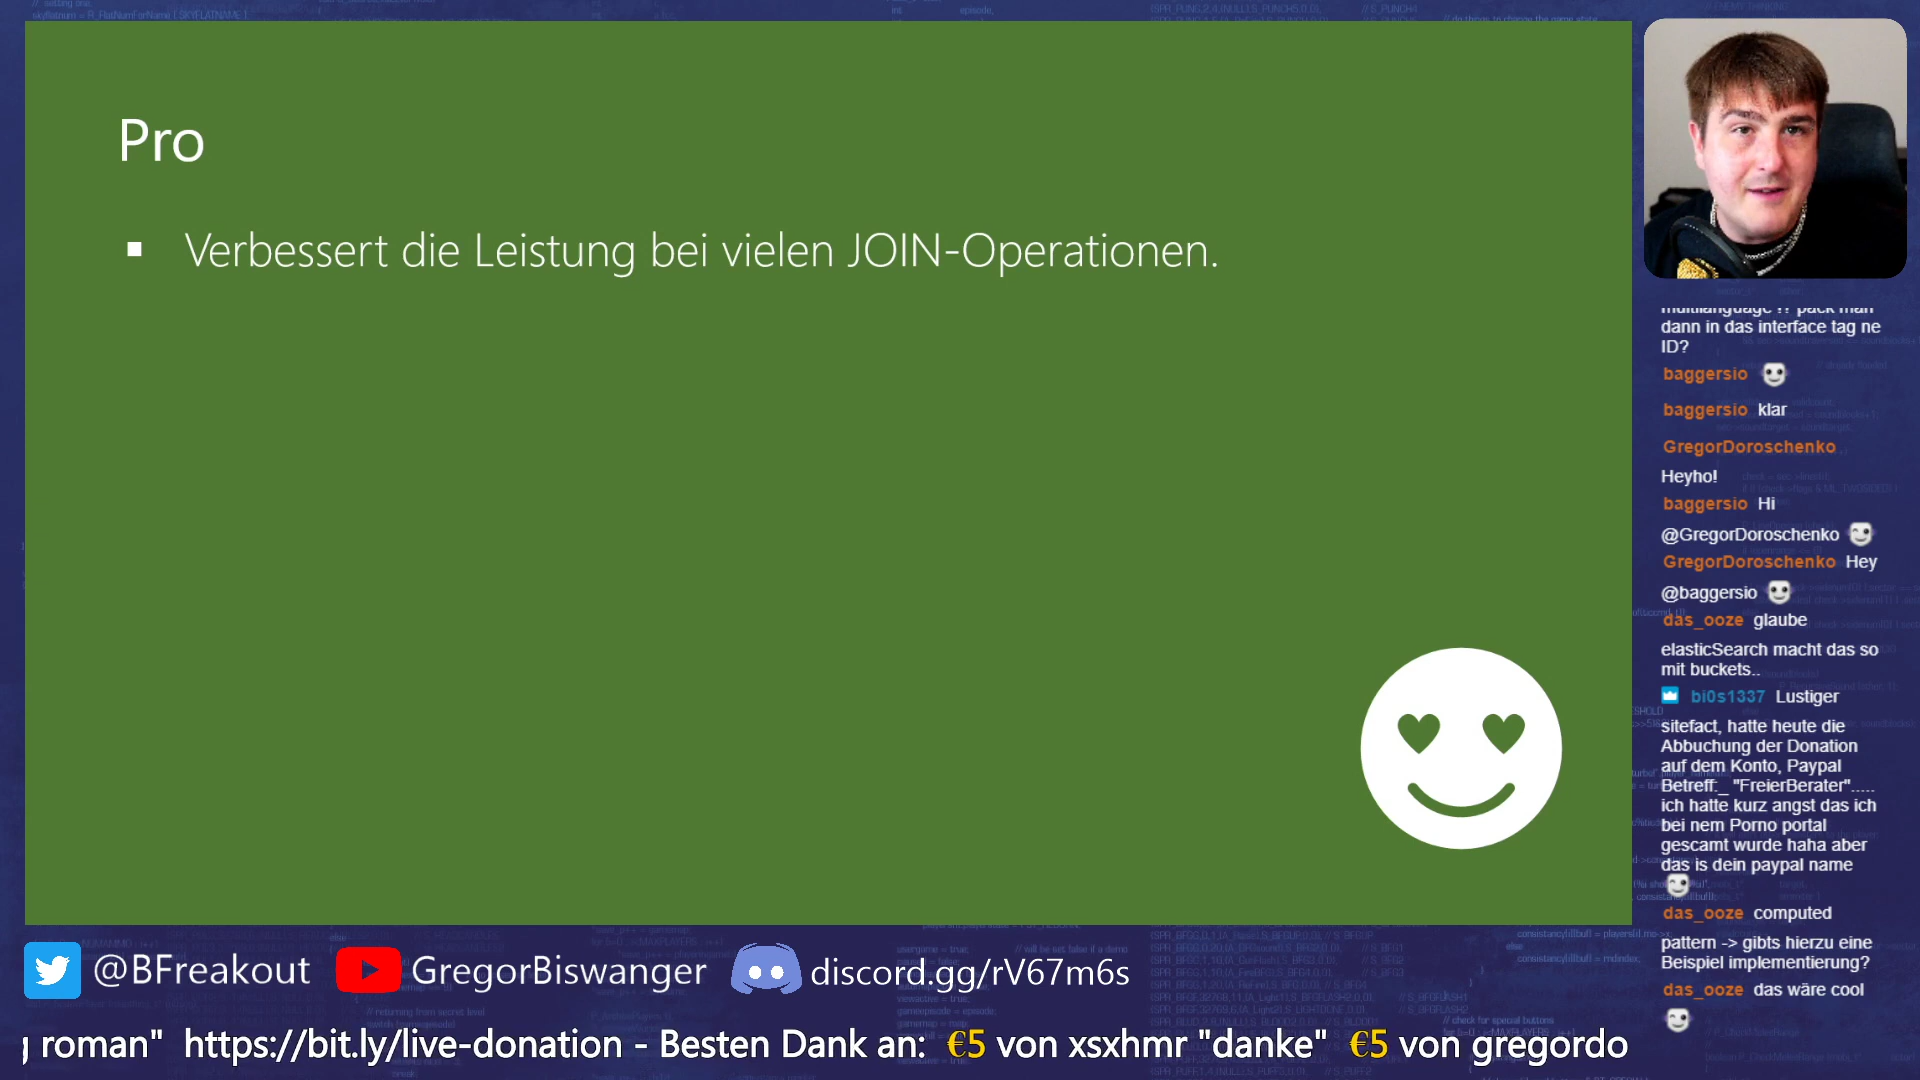 Pro
Verbessert die Leistung bei vielen JOIN-Operationen.
dann in das interface tag ne
ID?
baggersio
baggersio klar
GregorDoroschenko
Heyho!
baggersio Hi
@GregorDoroschenko
GregorDoroschenko Hey
@baggersio
das_ooze glaube
elasticSearch macht das so
mit buckets..
bi0s1337 Lustiger
sitefact, hatte heute die
Abbuchung der Donation
auf dem Konto, Paypal
Betreff:_ "FreierBerater".....
ich hatte kurz angst das ich
bei nem Porno portal
gescamt wurde haha aber
das is dein paypal name
das_ooze computed
pattern -> gibts hierzu eine
Beispiel implementierung?
das_ooze das wäre cool
@BFreakout GregorBiswanger discord.gg/rV67m6s
roman" https://bit.ly/live-donation - Besten Dank an: €5 von xsxhmr "danke" €5 von gregordo